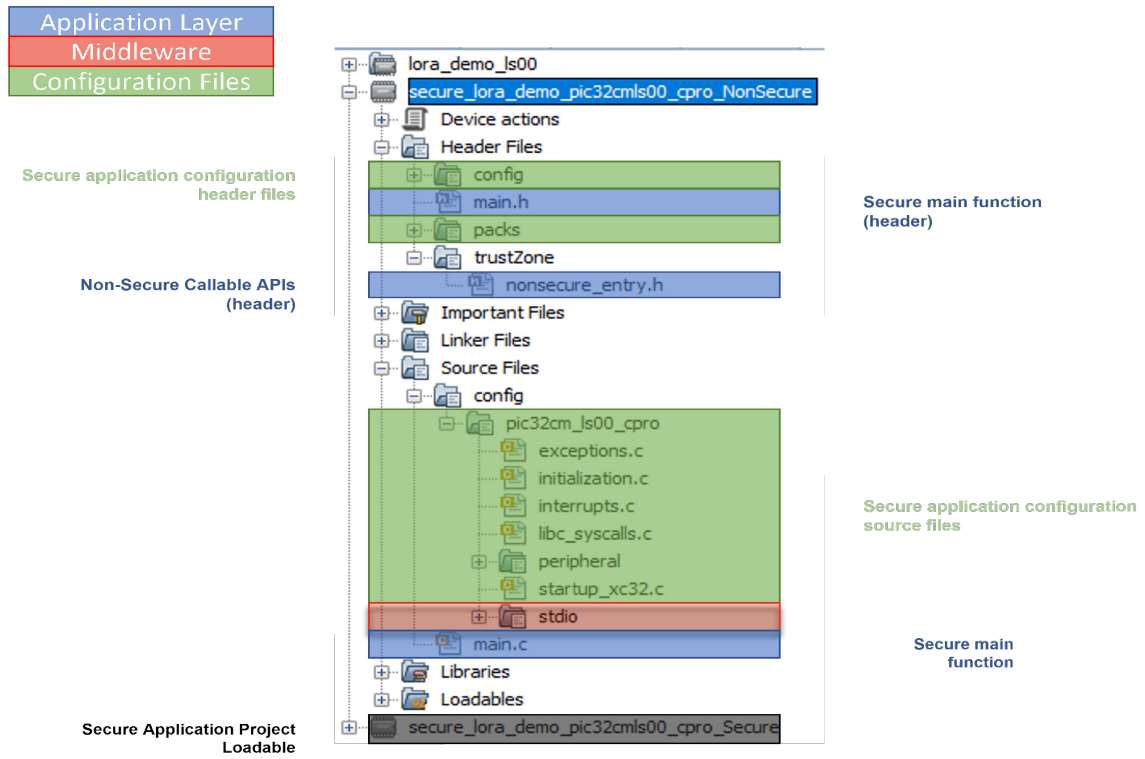 Application Layer
Middleware
Configuration Files
lora_demo_ls00
secure_lora_demo_pic32cmls00_cpro_NonSecure
Device actions
Header Files
Secure application configuration
header files
config
main.h
Secure main function
(header)
packs
trustZone
Non-Secure Callable APIs
(header)
nonsecure_entry.h
Important Files
Linker Files
Source Files
config
pic32cm_ls00_cpro
exceptions.c
initialization.c
interrupts.c
Secure application configuration
source files
libc_syscalls.c
peripheral
startup_xc32.c
stdio
main.c
Secure main
function
Libraries
Loadables
Secure Application Project
Loadable
secure_lora_demo_pic32cmls00_cpro_Secure